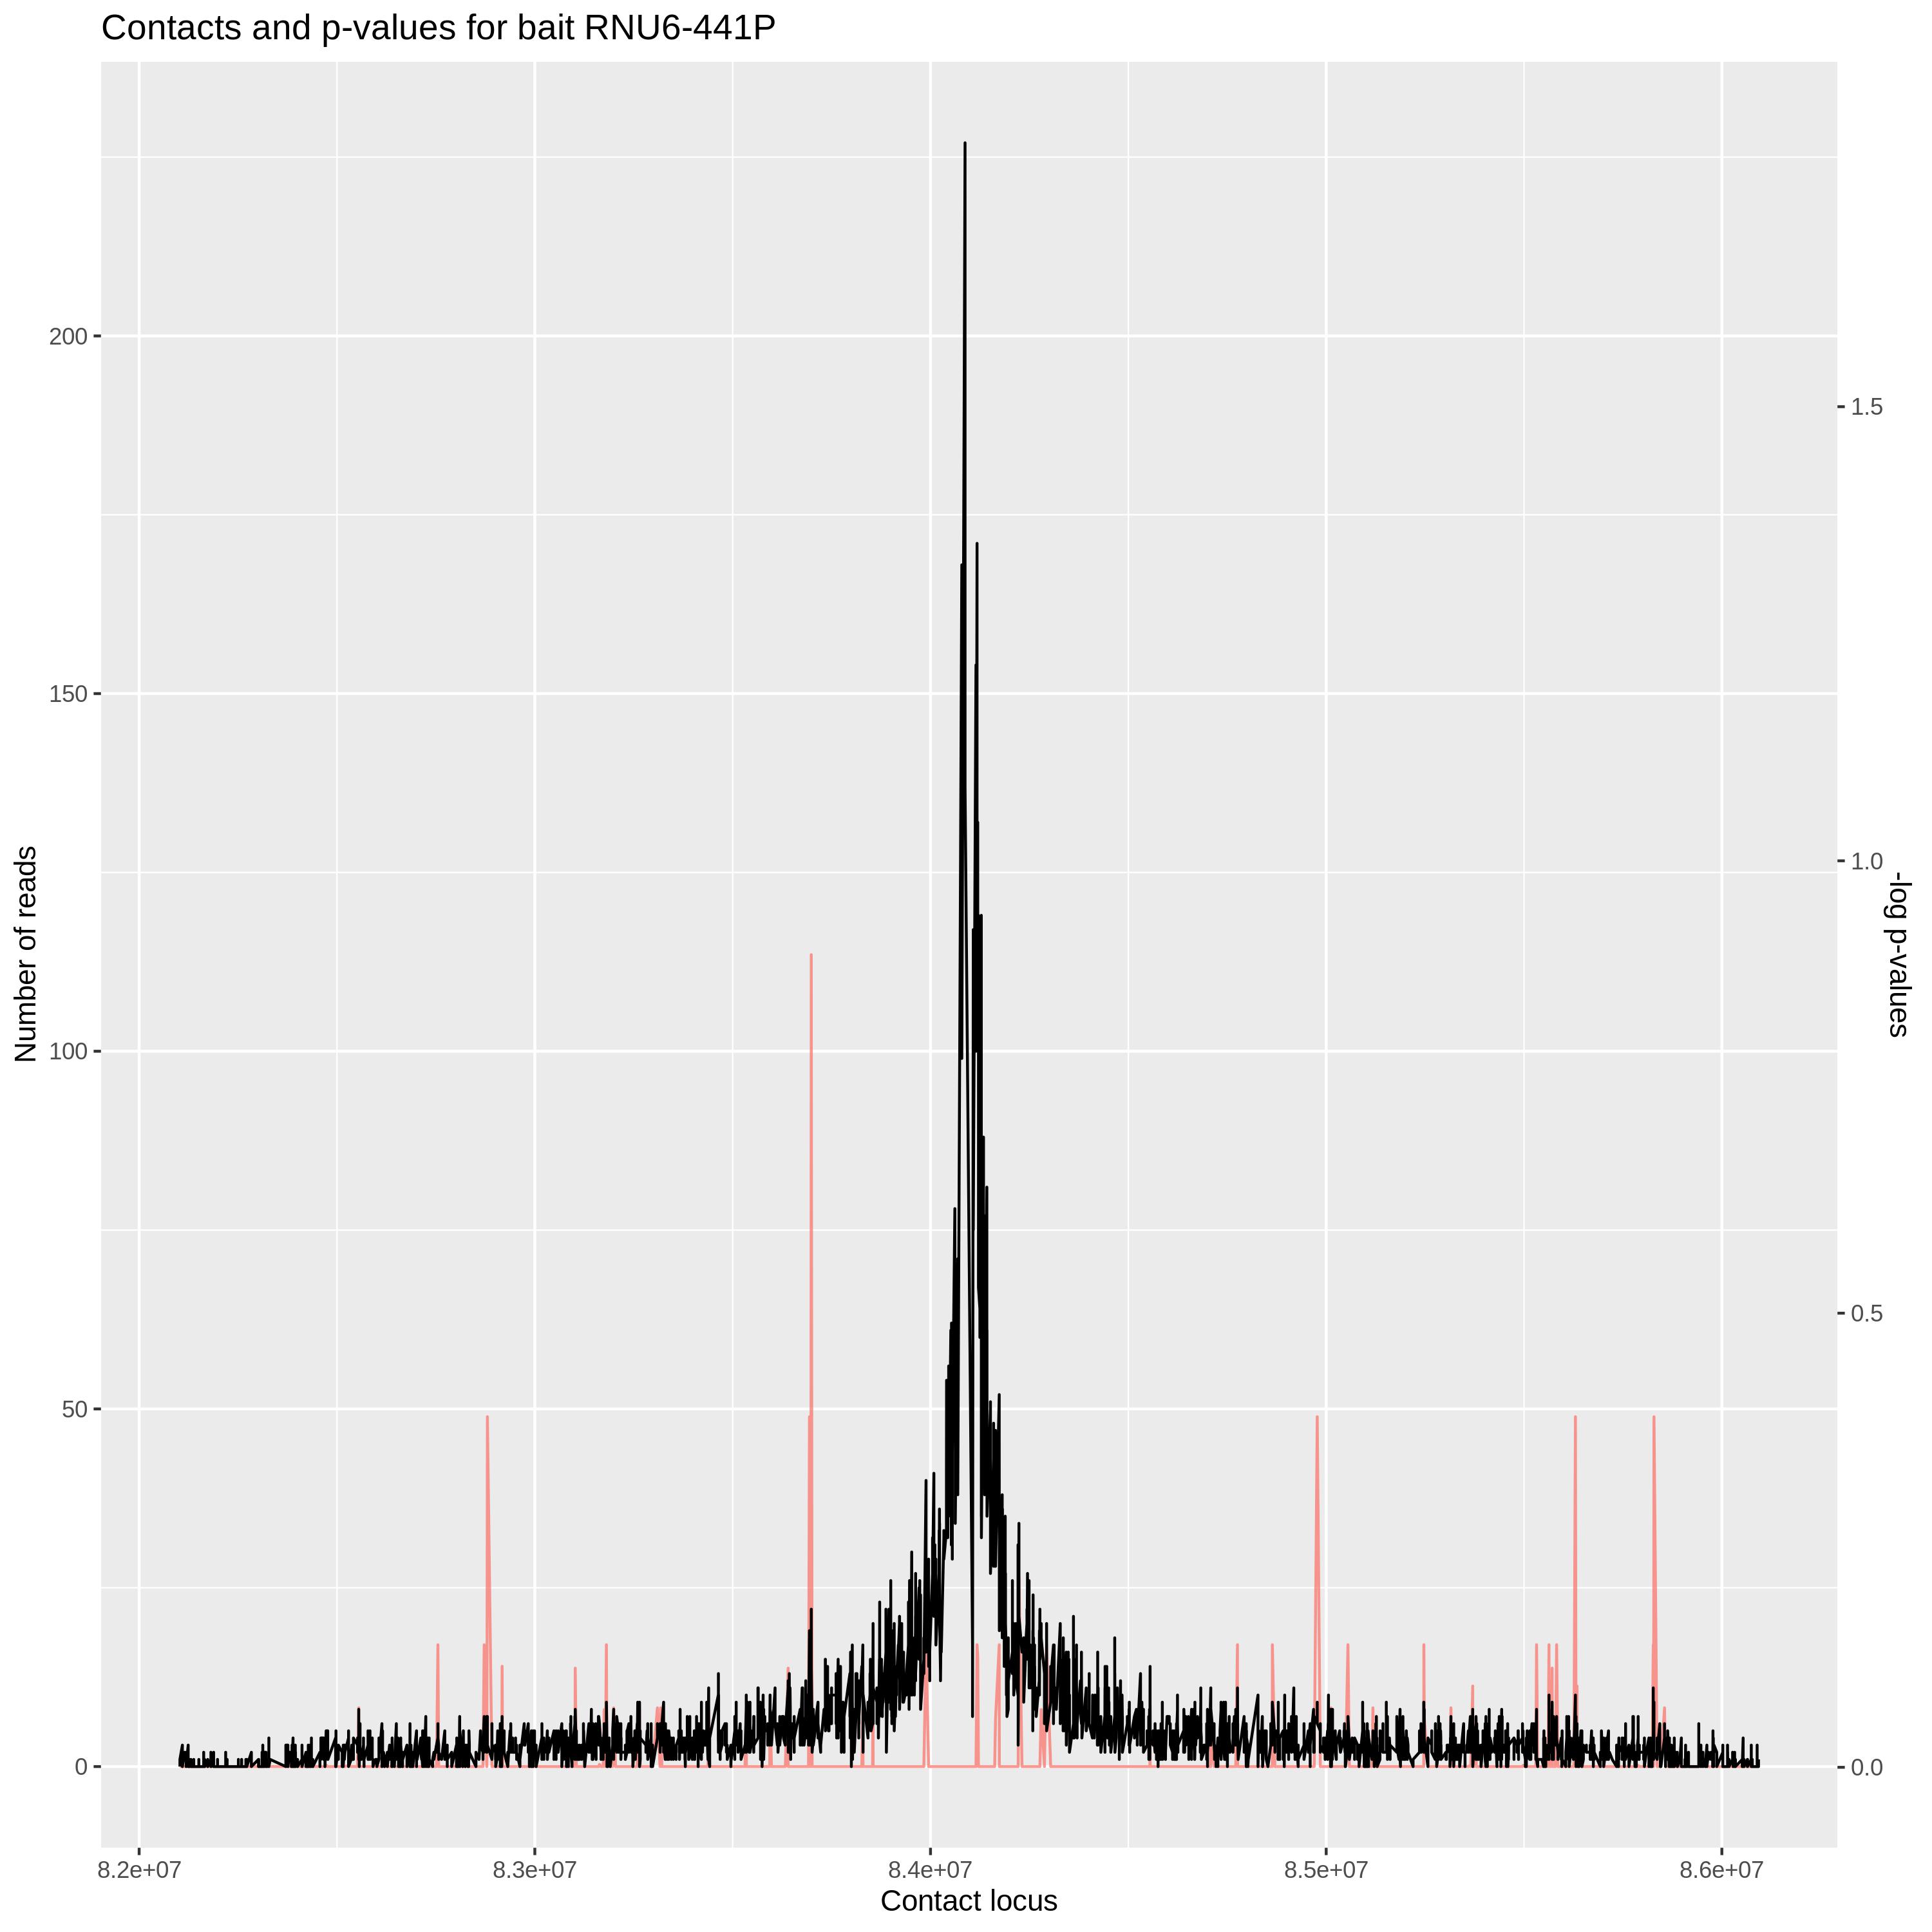 Contacts and p-values for bait RNU6-441P
200
150
100
50
0
Number of reads
1.5
1.0
0.5
0.0
-log p-values
8.2e+07 8.3e+07 8.4e+07 8.5e+07 8.6e+07
Contact locus